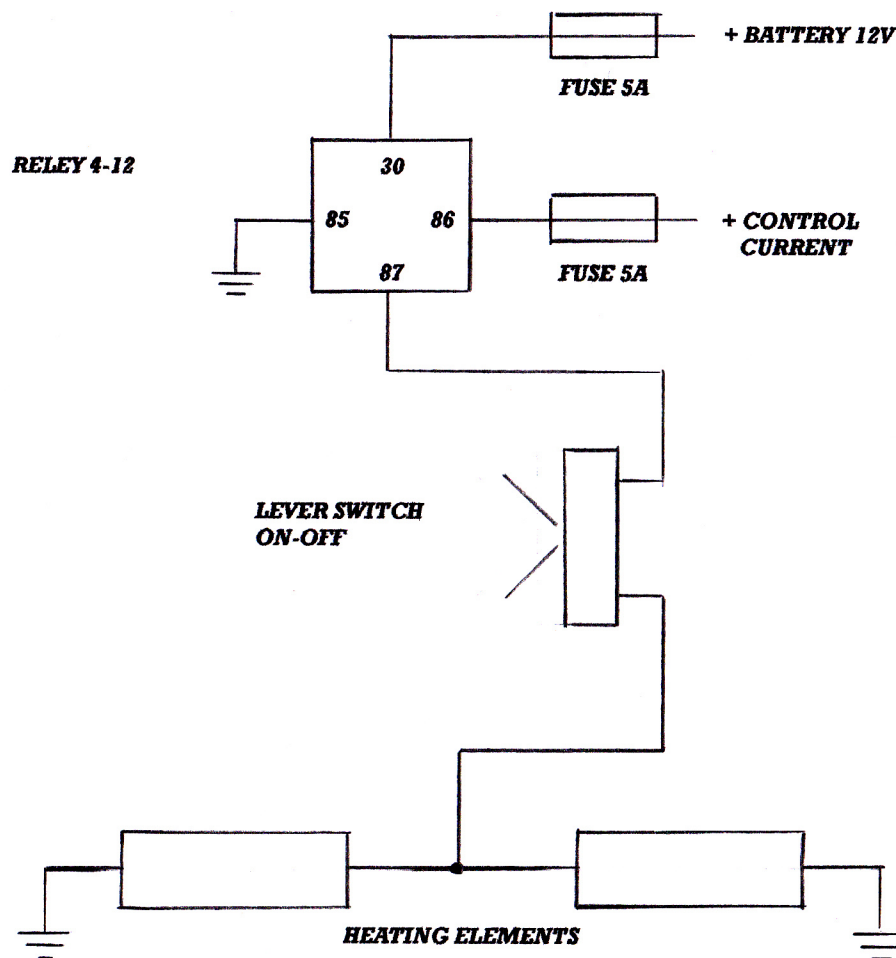 + BATTERY 12V
FUSE 5A
RELEY 4-12
30
85
86
87
+ CONTROL
CURRENT
FUSE 5A
LEVER SWITCH
ON-OFF
HEATING ELEMENTS